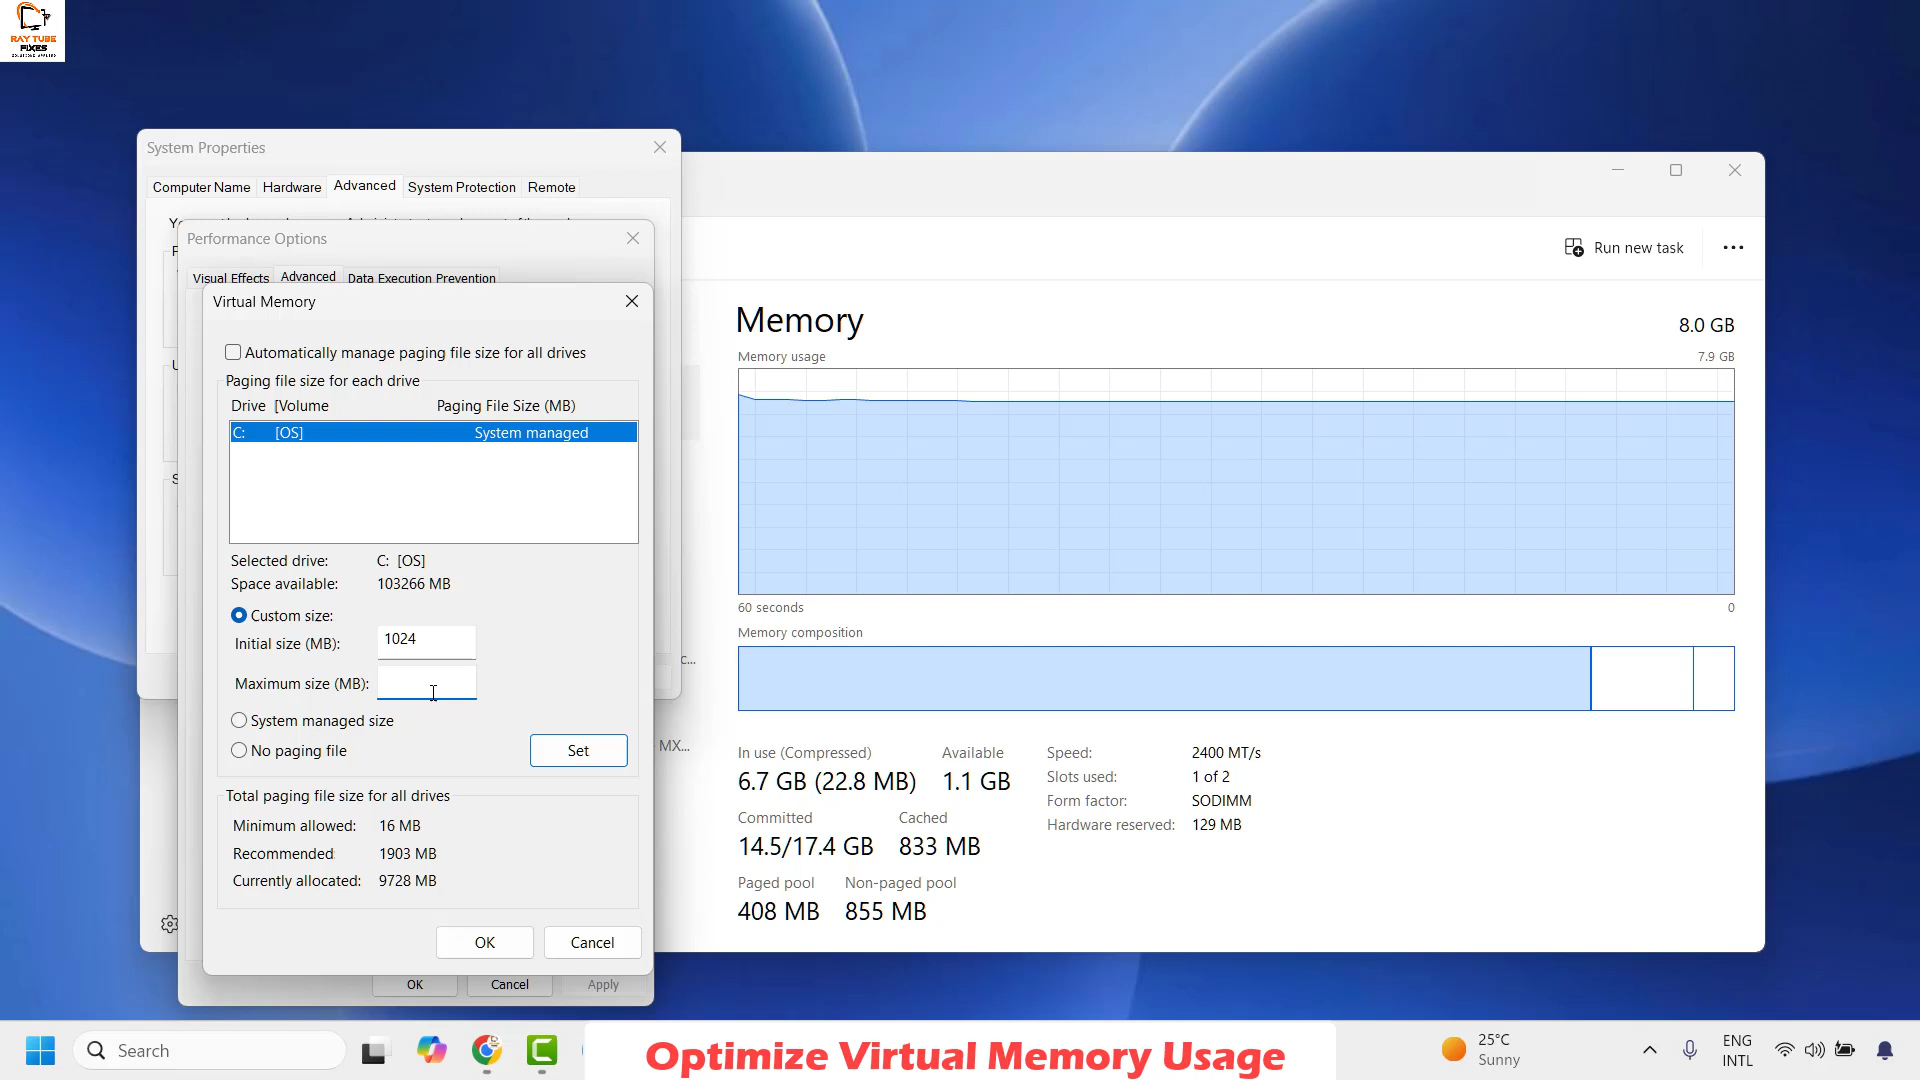 RAY TUBE
FIXES
System Properties
Computer Name Hardware Advanced System Protection Remote
Performance Options
Visual Effects Advanced Data Execution Prevention
Virtual Memory
Automatically manage paging file size for all drives
Paging file size for each drive
Drive [Volume Paging File Size (MB)
C: [OS] System managed
Selected drive: C: [OS]
Space available: 103266 MB
Custom size:
Initial size (MB): 1024
Maximum size (MB):
System managed size
No paging file Set
Total paging file size for all drives
Minimum allowed: 16 MB
Recommended: 1903 MB
Currently allocated: 9728 MB
OK Cancel
OK Cancel Apply
c...
MX...
Run new task
Memory 8.0 GB
Memory usage 7.9 GB
60 seconds 0
Memory composition
In use (Compressed) Available
6.7 GB (22.8 MB) 1.1 GB
Committed Cached
14.5/17.4 GB 833 MB
Paged pool Non-paged pool
408 MB 855 MB
Speed: 2400 MT/s
Slots used: 1 of 2
Form factor: SODIMM
Hardware reserved: 129 MB
Search
Optimize Virtual Memory Usage
25°C
Sunny
ENG
INTL